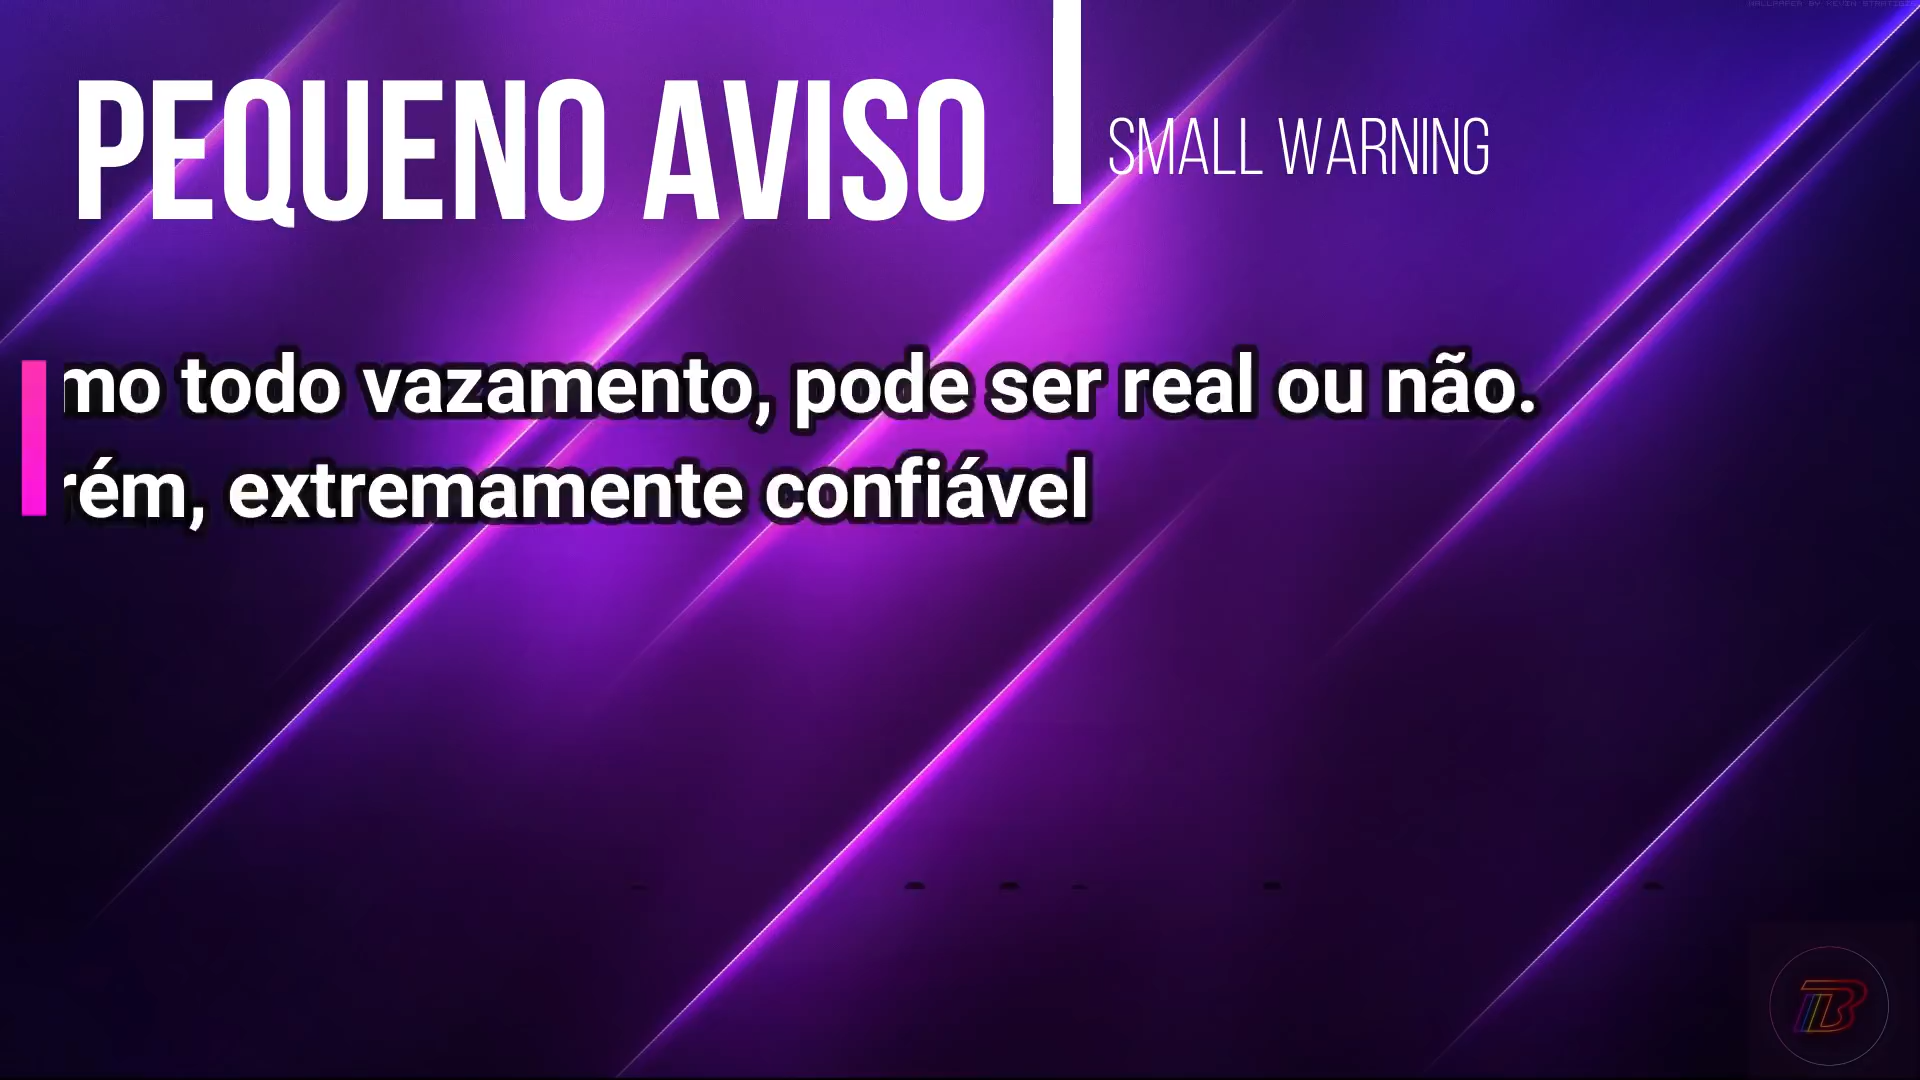 PEQUENO AVISO
SMALL WARNING
mo todo vazamento, pode ser real ou não.
rém, extremamente confiável